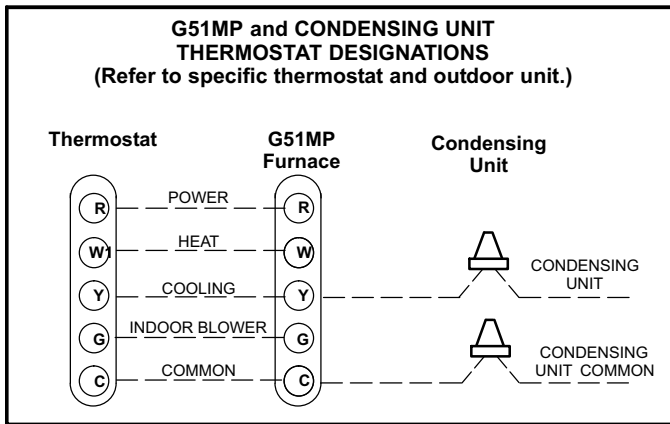 G51MP and CONDENSING UNIT
THERMOSTAT DESIGNATIONS
(Refer to specific thermostat and outdoor unit.)
Thermostat
G51MP
Furnace
Condensing
Unit
R POWER R
W1 HEAT W
Y COOLING Y
CONDENSING
UNIT
G INDOOR BLOWER G
C COMMON C
CONDENSING
UNIT COMMON